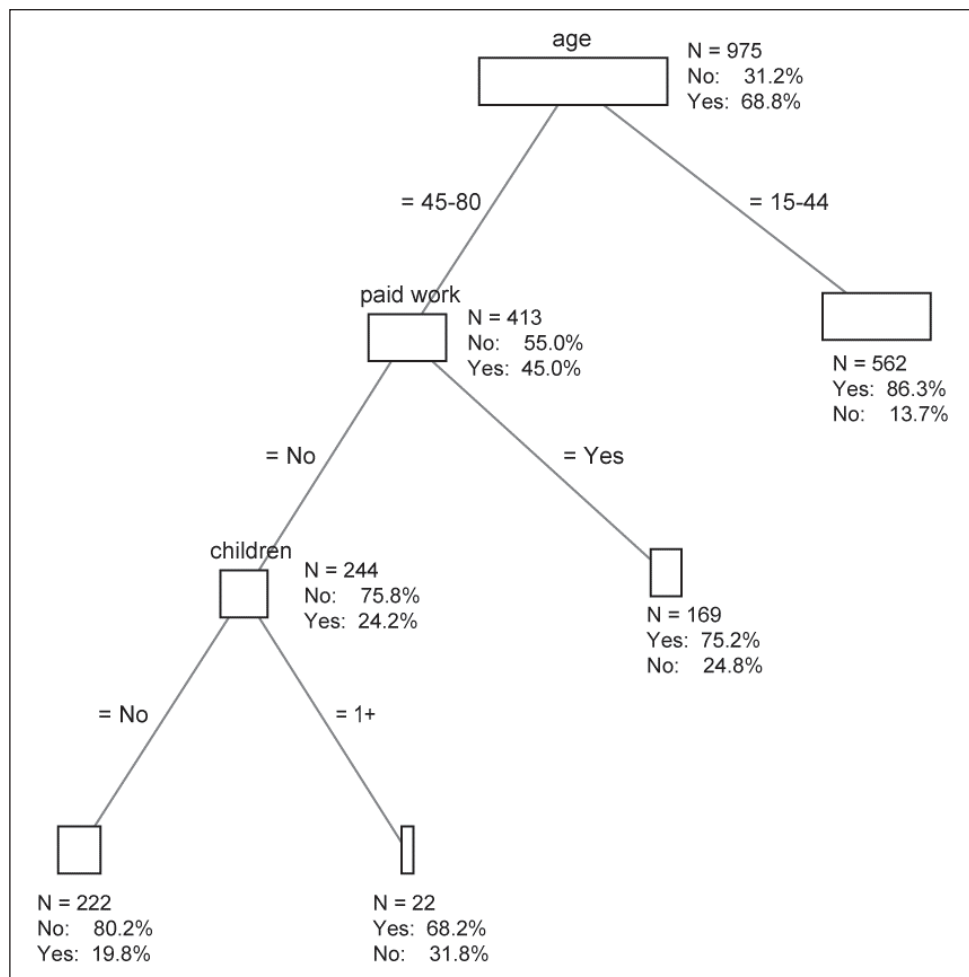 age
N = 975
No: 31.2%
Yes: 68.8%
= 45-80
= 15-44
paid work
N = 413
No: 55.0%
Yes: 45.0%
N = 562
Yes: 86.3%
No: 13.7%
= No
= Yes
children
N = 244
No: 75.8%
Yes: 24.2%
N = 169
Yes: 75.2%
No: 24.8%
= No
= 1+
N = 222
No: 80.2%
Yes: 19.8%
N = 22
Yes: 68.2%
No: 31.8%